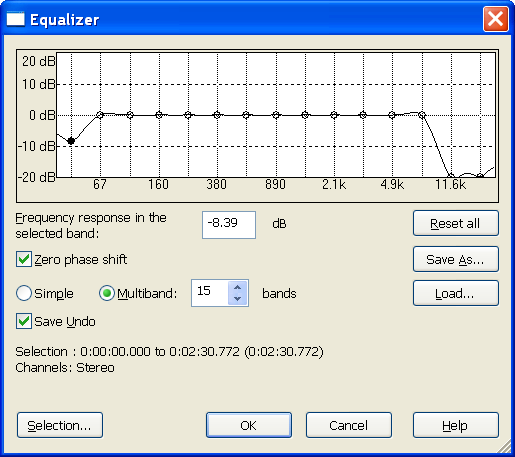 Equalizer
20 dB
10 dB
0 dB
-10 dB
-20 dB
67 160 380 890 2.1k 4.9k 11.6k
Frequency response in the
selected band:
-8.39 dB
Reset all
Zero phase shift
Save As...
Simple Multiband: 15 bands
Load...
Save Undo
Selection : 0:00:00.000 to 0:02:30.772 (0:02:30.772)
Channels: Stereo
Selection... OK Cancel Help